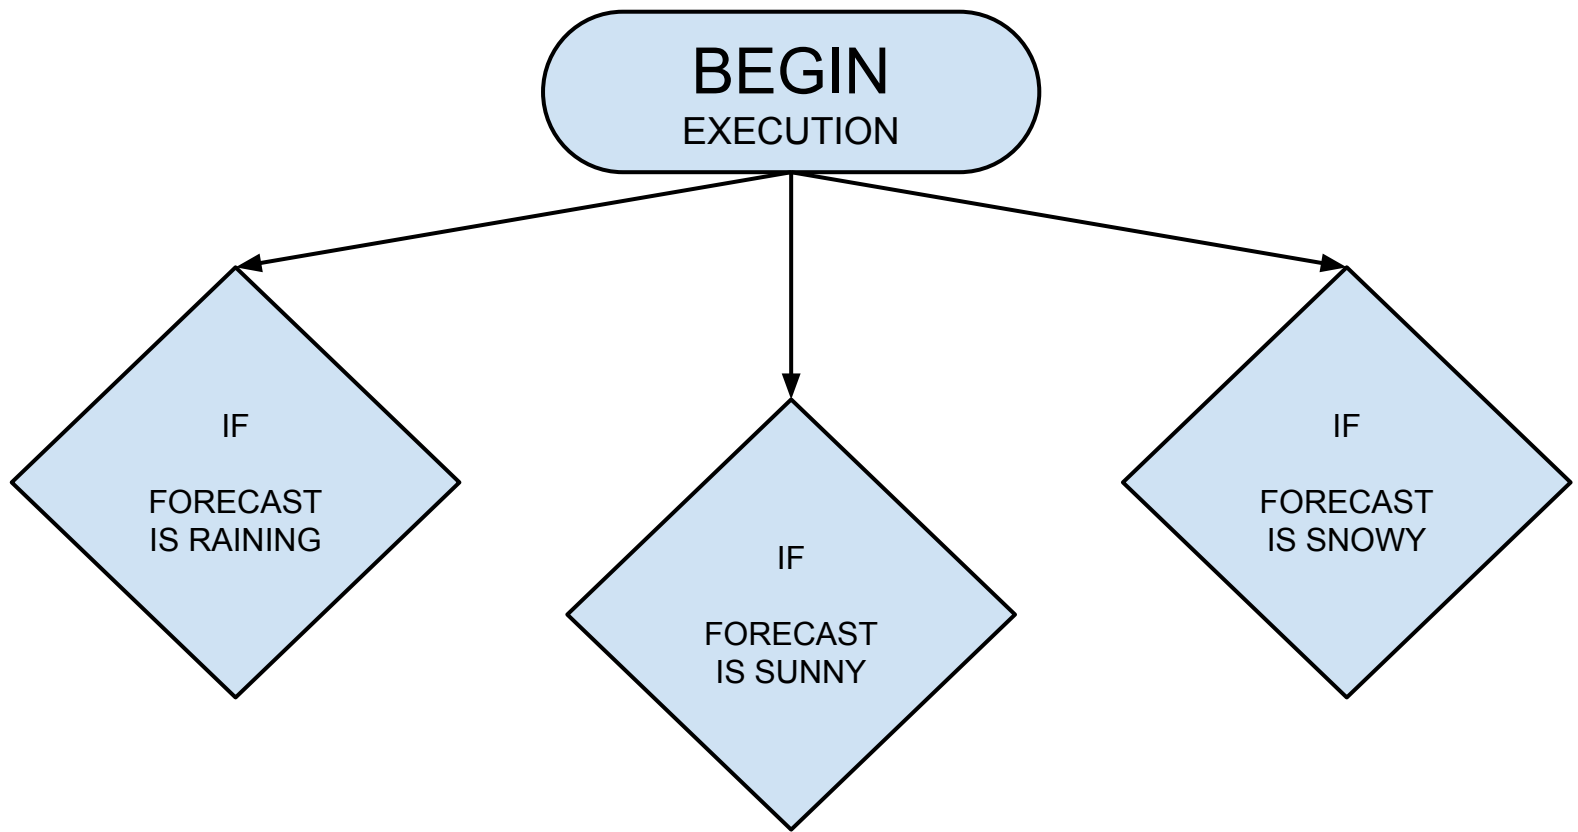 BEGIN
EXECUTION
IF
FORECAST
IS RAINING
IF
FORECAST
IS SUNNY
IF
FORECAST
IS SNOWY